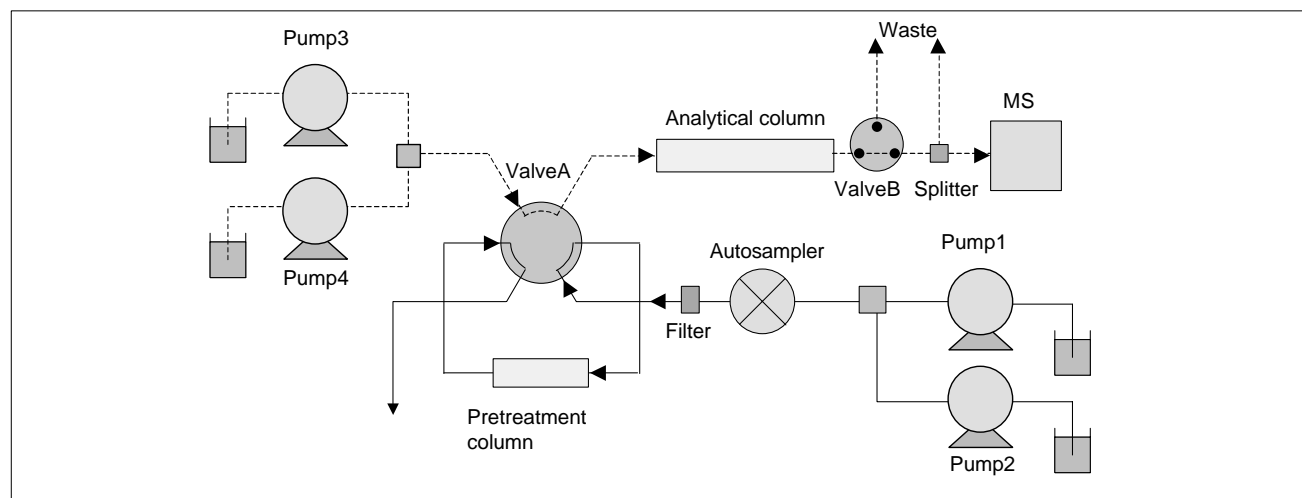 Pump3
Waste
MS
Analytical column
ValveA
ValveB
Splitter
Pump4
Autosampler
Pump1
Filter
Pretreatment
column
Pump2